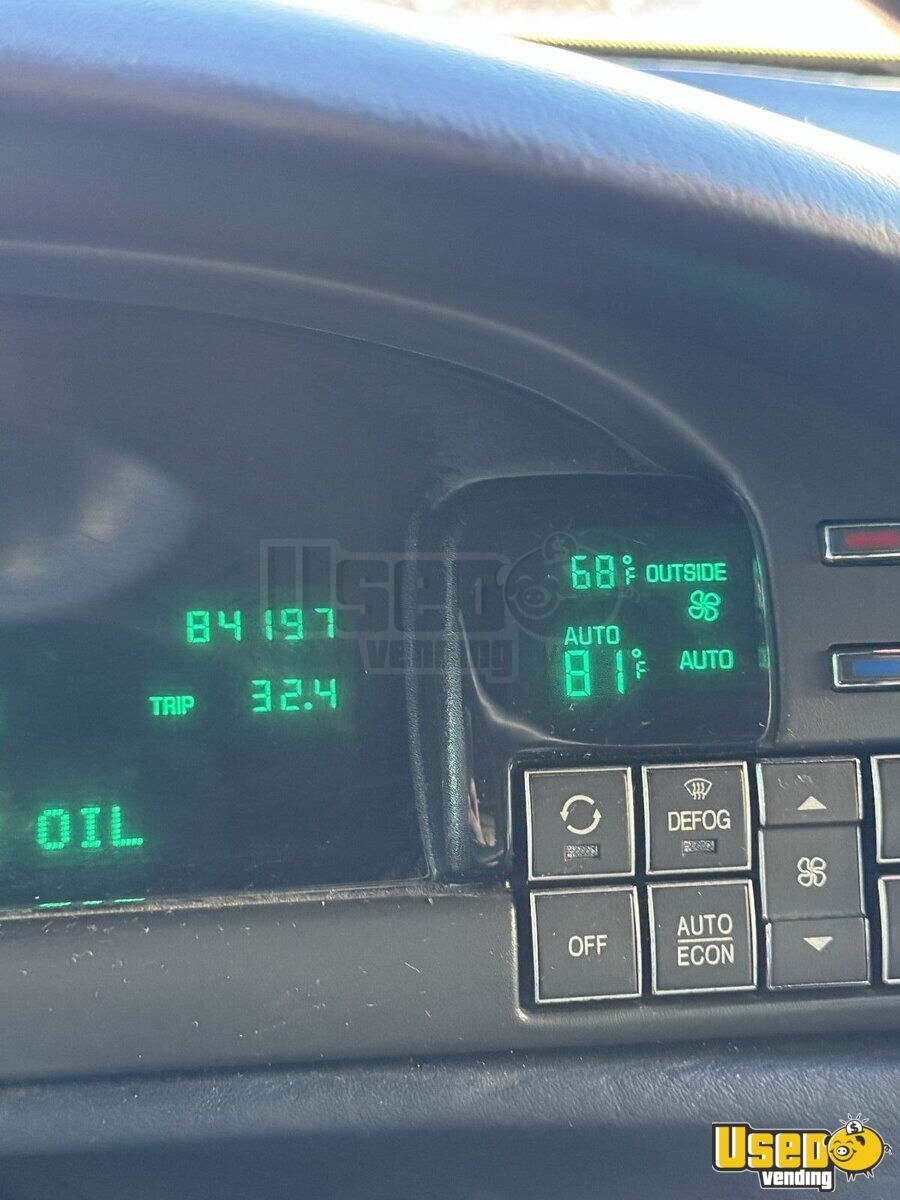 68°F OUTSIDE
AUTO
81°F AUTO
84197
TRIP 32.4
OIL
DEFOG
OFF
AUTO
ECON
USED
vending
USED
vending